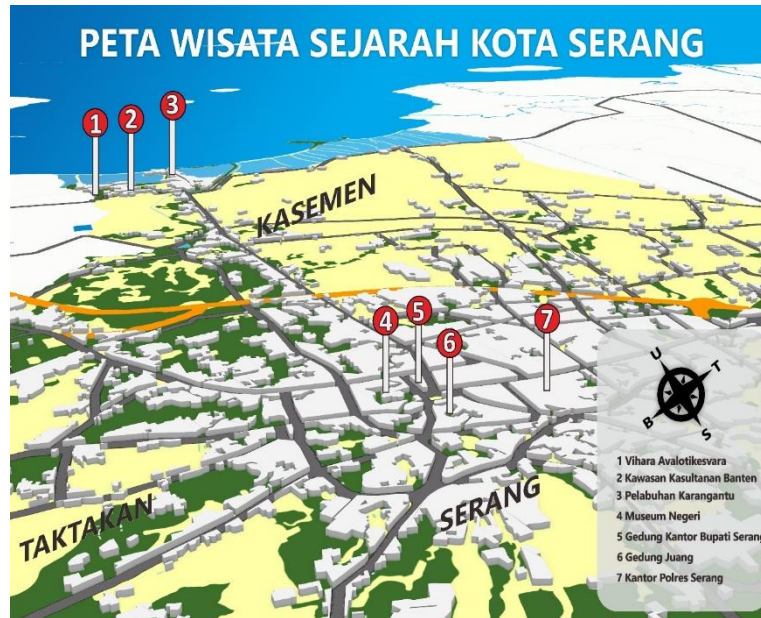 PETA WISATA SEJARAH KOTA SERANG
1
2
3
KASEMEN
4
5
6
7
U
T
B
S
1 Vihara Avalotikesvara
2 Kawasan Kasultanan Banten
3 Pelabuhan Karangantu
4 Museum Negeri
5 Gedung Kantor Bupati Serang
6 Gedung Juang
7 Kantor Polres Serang
SERANG
TAKTAKAN